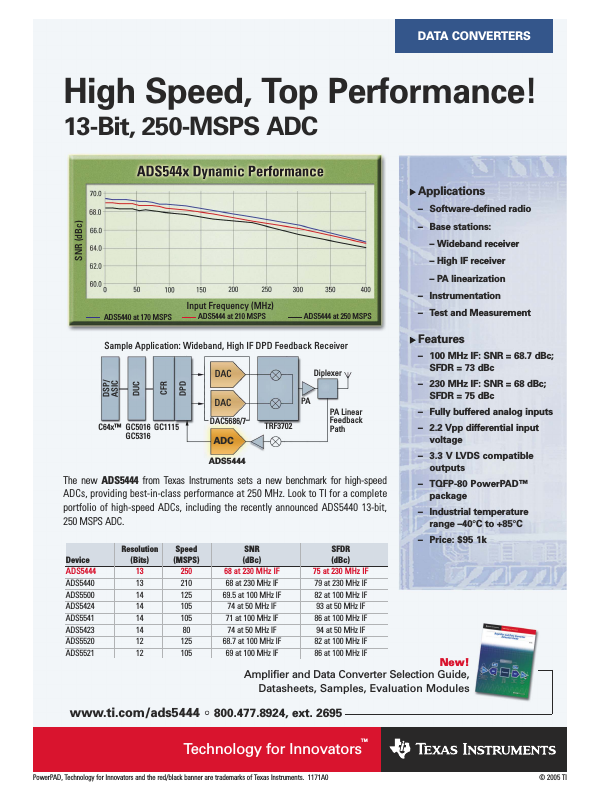 DATA CONVERTERS
High Speed, Top Performance!
13-Bit, 250-MSPS ADC
ADS544x Dynamic Performance
SNR (dBc)
70.0
68.0
66.0
64.0
62.0
60.0
0 50 100 150 200 250 300 350 400
Input Frequency (MHz)
ADS5440 at 170 MSPS ADS5444 at 210 MSPS ADS5444 at 250 MSPS
Sample Application: Wideband, High IF DPD Feedback Receiver
DSP/
ASIC
DUC
CFR
DPD
DAC
DAC
ADC
Diplexer
PA
PA Linear
Feedback
Path
C64x™ GC5016 GC1115
GC5316
DAC5686/7
TRF3702
ADS5444
The new ADS5444 from Texas Instruments sets a new benchmark for high-speed
ADCs, providing best-in-class performance at 250 MHz. Look to TI for a complete
portfolio of high-speed ADCs, including the recently announced ADS5440 13-bit,
250 MSPS ADC.
Device Resolution (Bits) Speed (MSPS) SNR (dBc) SFDR (dBc)
ADS5444 13 250 68 at 230 MHz IF 75 at 230 MHz IF
ADS5440 13 210 68 at 230 MHz IF 79 at 230 MHz IF
ADS5500 14 125 69.5 at 100 MHz IF 82 at 100 MHz IF
ADS5424 14 105 74 at 50 MHz IF 93 at 50 MHz IF
ADS5541 14 105 71 at 100 MHz IF 86 at 100 MHz IF
ADS5423 14 80 74 at 50 MHz IF 94 at 50 MHz IF
ADS5520 12 125 68.7 at 100 MHz IF 82 at 100 MHz IF
ADS5521 12 105 69 at 100 MHz IF 86 at 100 MHz IF
▶ Applications
– Software-defined radio
– Base stations:
– Wideband receiver
– High IF receiver
– PA linearization
– Instrumentation
– Test and Measurement
▶ Features
– 100 MHz IF: SNR = 68.7 dBc;
SFDR = 73 dBc
– 230 MHz IF: SNR = 68 dBc;
SFDR = 75 dBc
– Fully buffered analog inputs
– 2.2 Vpp differential input
voltage
– 3.3 V LVDS compatible
outputs
– TQFP-80 PowerPAD™
package
– Industrial temperature
range –40°C to +85°C
– Price: $95 1k
New!
Amplifier and Data Converter Selection Guide,
Datasheets, Samples, Evaluation Modules
www.ti.com/ads5444 ○ 800.477.8924, ext. 2695
Technology for Innovators™
TEXAS INSTRUMENTS
PowerPAD, Technology for Innovators and the red/black banner are trademarks of Texas Instruments. 1171A0
© 2005 TI